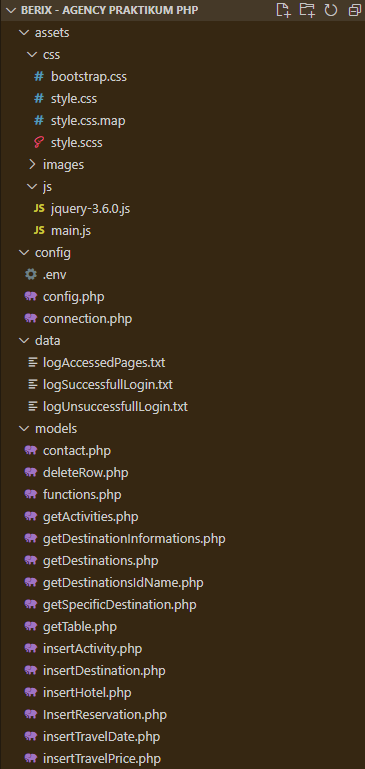 BERIX - AGENCY PRAKTIKUM PHP
assets
css
bootstrap.css
style.css
style.css.map
style.scss
images
js
JS jquery-3.6.0.js
JS main.js
config
.env
config.php
connection.php
data
logAccessedPages.txt
logSuccessfullLogin.txt
logUnsuccessfullLogin.txt
models
contact.php
deleteRow.php
functions.php
getActivities.php
getDestinationInformations.php
getDestinations.php
getDestinationsIdName.php
getSpecificDestination.php
getTable.php
insertActivity.php
insertDestination.php
insertHotel.php
InsertReservation.php
insertTravelDate.php
insertTravelPrice.php